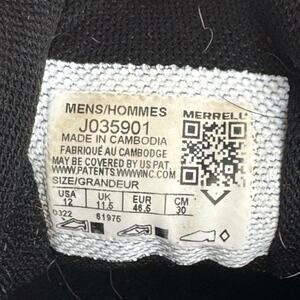 MENS/HOMMES
MERRELL
J035901
MADE IN CAMBODIA
FABRIQUÉ AU CAMBODGE
MAY BE COVERED BY US PAT.
WWW.PATENTS.WWWINC.COM
SIZE/GRANDEUR
USA UK EUR CM
12 11.5 46.5 30
0322 61975